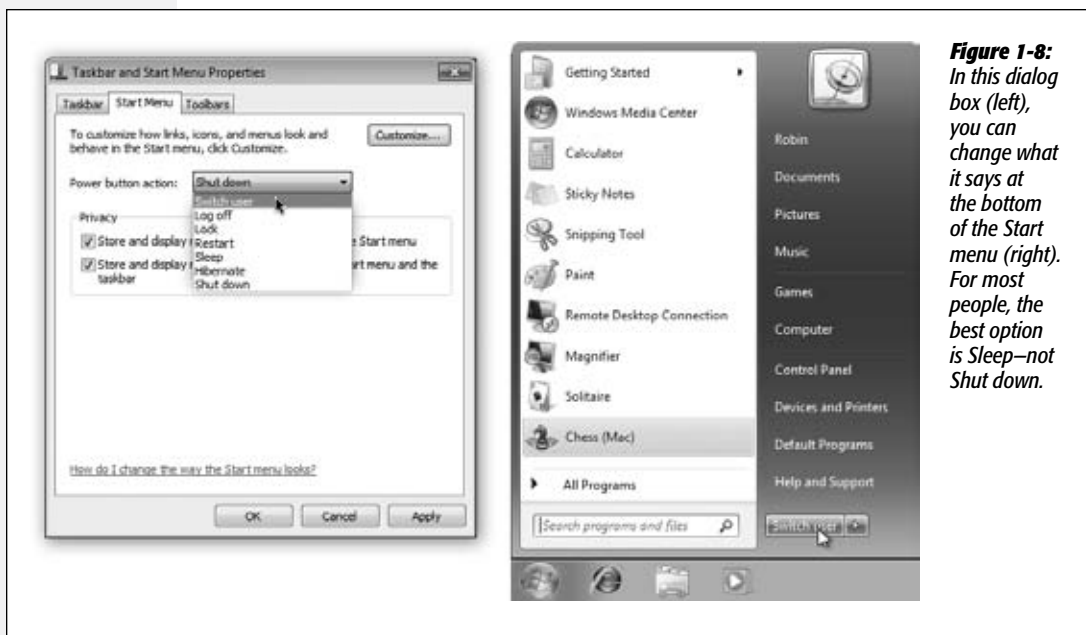 Taskbar and Start Menu Properties
Taskbar
Start Menu
Toolbars
To customize how links, icons, and menus look and
behave in the Start menu, click Customize.
Customize...
Power button action:
Shut down
Switch user
Log off
Lock
Restart
Sleep
Hibernate
Shut down
Privacy
Store and display
e Start menu
Store and display
rt menu and the
taskbar
How do I change the way the Start menu looks?
OK
Cancel
Apply
Getting Started
Windows Media Center
Calculator
Sticky Notes
Snipping Tool
Paint
Remote Desktop Connection
Magnifier
Solitaire
Chess (Mac)
All Programs
Search programs and files
Robin
Documents
Pictures
Music
Games
Computer
Control Panel
Devices and Printers
Default Programs
Help and Support
Switch user
Figure 1-8:
In this dialog
box (left),
you can
change what
it says at
the bottom
of the Start
menu (right).
For most
people, the
best option
is Sleep—not
Shut down.